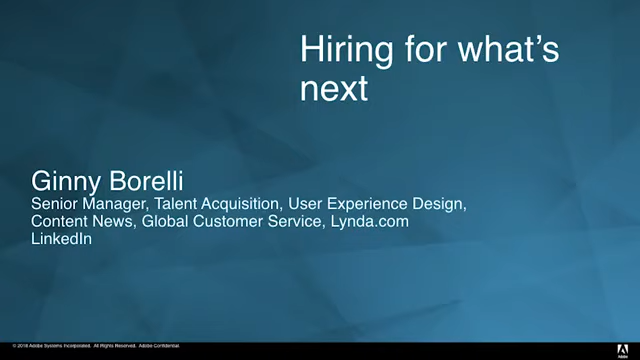 Hiring for what's
next
Ginny Borelli
Senior Manager, Talent Acquisition, User Experience Design,
Content News, Global Customer Service, Lynda.com
LinkedIn
© 2018 Adobe Systems Incorporated. All Rights Reserved. Adobe Confidential.
Adobe